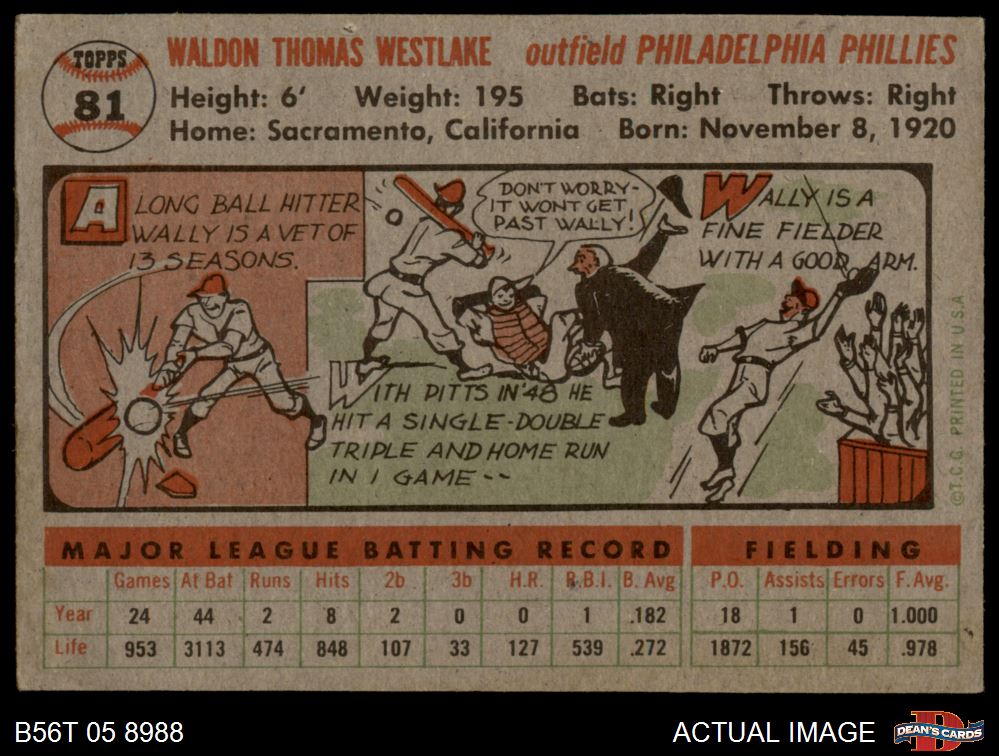 TOPPS
81
WALDON THOMAS WESTLAKE outfield PHILADELPHIA PHILLIES
Height: 6' Weight: 195 Bats: Right Throws: Right
Home: Sacramento, California Born: November 8, 1920
A LONG BALL HITTER
WALLY IS A VET OF
13 SEASONS.
DON'T WORRY-
IT WONT GET
PAST WALLY!
WITH PITTS IN '48 HE
HIT A SINGLE-DOUBLE
TRIPLE AND HOME RUN
IN 1 GAME --
WALLY IS A
FINE FIELDER
WITH A GOOD ARM.
©T.C.G. PRINTED IN U.S.A
MAJOR LEAGUE BATTING RECORD FIELDING
Games At Bat Runs Hits 2b 3b H.R. R.B.I. B. Avg P.O. Assists Errors F. Avg.
Year 24 44 2 8 2 0 0 1 .182 18 1 0 1.000
Life 953 3113 474 848 107 33 127 539 .272 1872 156 45 .978
B56T 05 8988 ACTUAL IMAGE DEAN'S CARDS